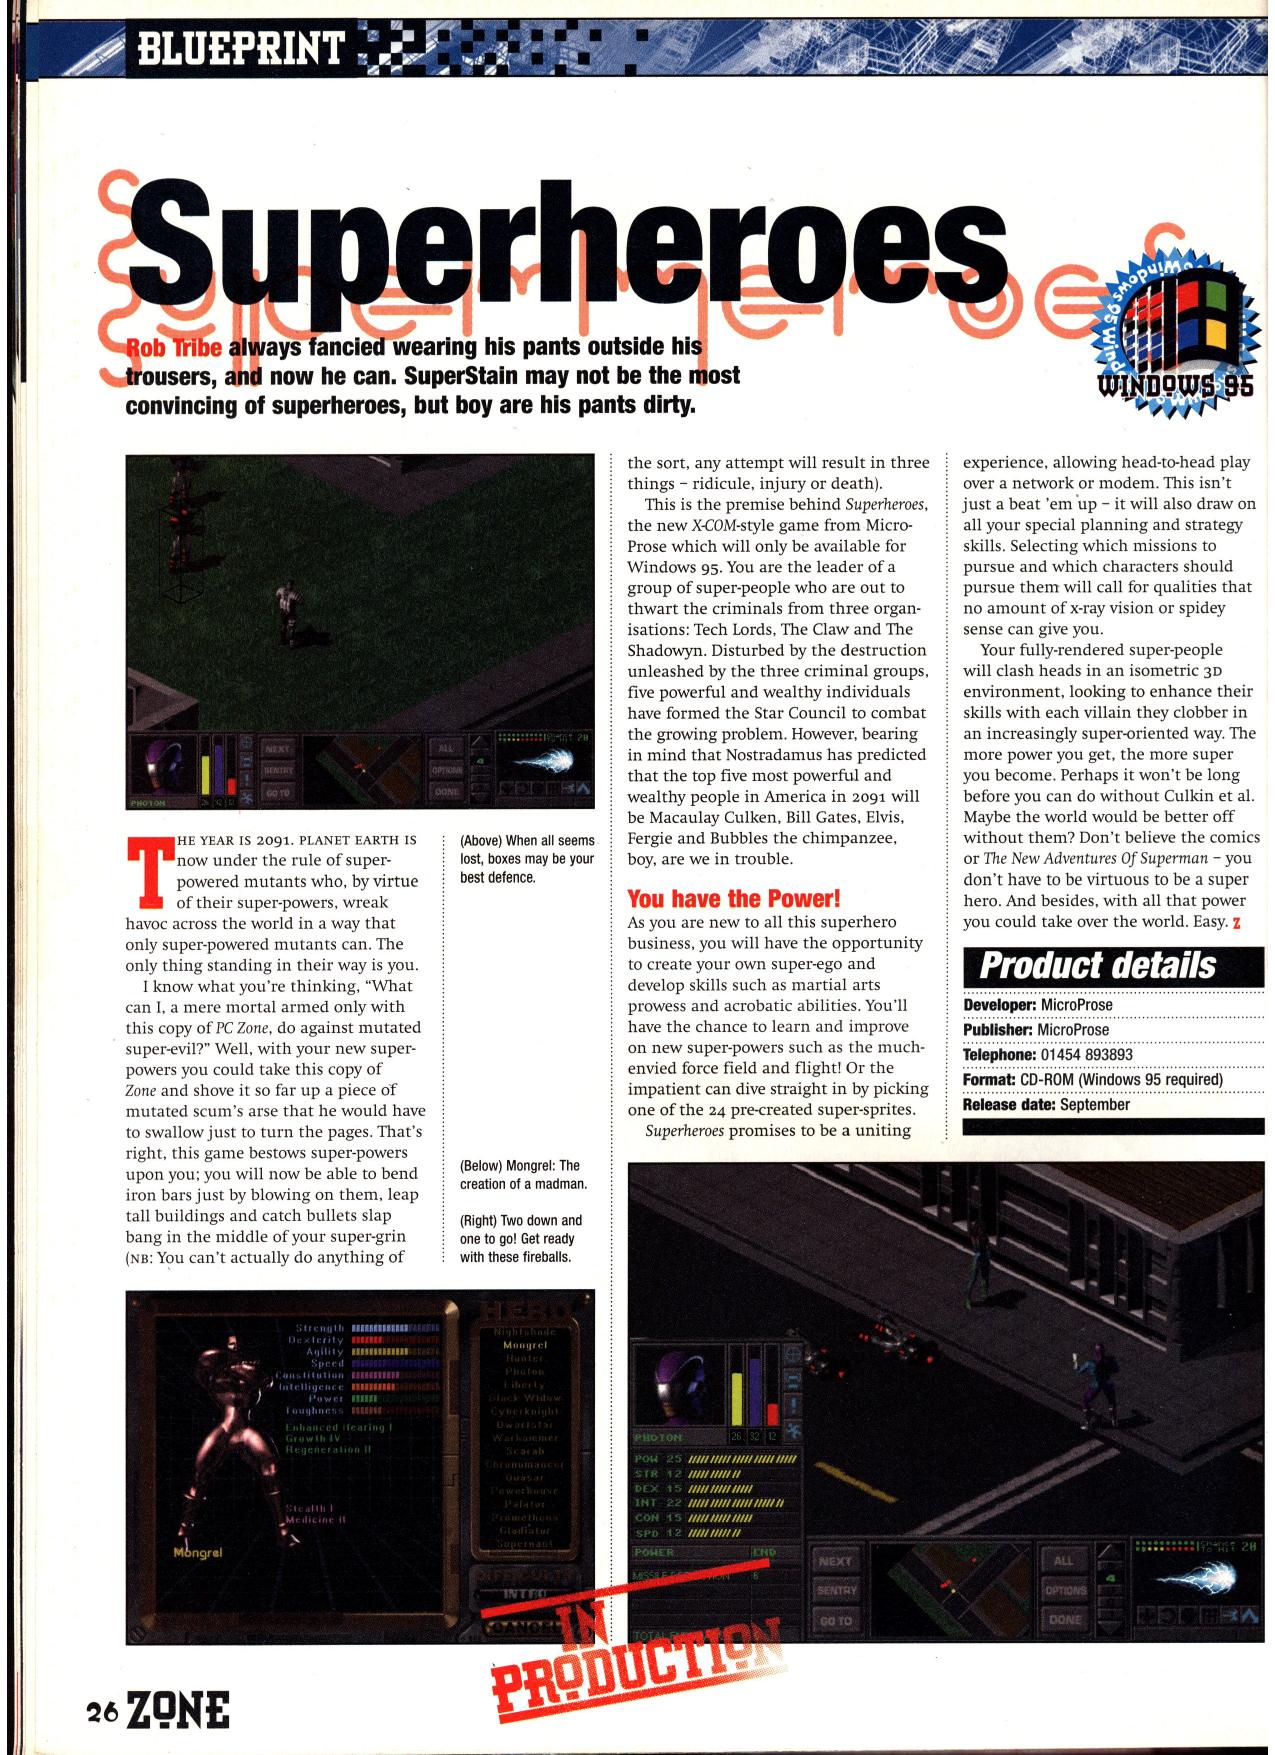 BLUEPRINT
Superheroes
Rob Tribe always fancied wearing his pants outside his
trousers, and now he can. SuperStain may not be the most
convincing of superheroes, but boy are his pants dirty.
WINDOWS 95
THE YEAR IS 2091. PLANET EARTH IS
now under the rule of super-
powered mutants who, by virtue
of their super-powers, wreak
havoc across the world in a way that
only super-powered mutants can. The
only thing standing in their way is you.
I know what you're thinking, "What
can I, a mere mortal armed only with
this copy of PC Zone, do against mutated
super-evil?" Well, with your new super-
powers you could take this copy of
Zone and shove it so far up a piece of
mutated scum's arse that he would have
to swallow just to turn the pages. That's
right, this game bestows super-powers
upon you; you will now be able to bend
iron bars just by blowing on them, leap
tall buildings and catch bullets slap
bang in the middle of your super-grin
(NB: You can't actually do anything of
(Above) When all seems
lost, boxes may be your
best defence.
(Below) Mongrel: The
creation of a madman.
(Right) Two down and
one to go! Get ready
with these fireballs.
the sort, any attempt will result in three
things – ridicule, injury or death).
This is the premise behind Superheroes,
the new X-COM-style game from Micro-
Prose which will only be available for
Windows 95. You are the leader of a
group of super-people who are out to
thwart the criminals from three organ-
isations: Tech Lords, The Claw and The
Shadowyn. Disturbed by the destruction
unleashed by the three criminal groups,
five powerful and wealthy individuals
have formed the Star Council to combat
the growing problem. However, bearing
in mind that Nostradamus has predicted
that the top five most powerful and
wealthy people in America in 2091 will
be Macaulay Culken, Bill Gates, Elvis,
Fergie and Bubbles the chimpanzee,
boy, are we in trouble.
You have the Power!
As you are new to all this superhero
business, you will have the opportunity
to create your own super-ego and
develop skills such as martial arts
prowess and acrobatic abilities. You'll
have the chance to learn and improve
on new super-powers such as the much-
envied force field and flight! Or the
impatient can dive straight in by picking
one of the 24 pre-created super-sprites.
Superheroes promises to be a uniting
experience, allowing head-to-head play
over a network or modem. This isn't
just a beat 'em up – it will also draw on
all your special planning and strategy
skills. Selecting which missions to
pursue and which characters should
pursue them will call for qualities that
no amount of x-ray vision or spidey
sense can give you.
Your fully-rendered super-people
will clash heads in an isometric 3D
environment, looking to enhance their
skills with each villain they clobber in
an increasingly super-oriented way. The
more power you get, the more super
you become. Perhaps it won't be long
before you can do without Culkin et al.
Maybe the world would be better off
without them? Don't believe the comics
or The New Adventures Of Superman – you
don't have to be virtuous to be a super
hero. And besides, with all that power
you could take over the world. Easy. Z
Product details
Developer: MicroProse
Publisher: MicroProse
Telephone: 01454 893893
Format: CD-ROM (Windows 95 required)
Release date: September
PHOTON
26 32 12
NEXT
SENTRY
GO TO
ALL
OPTIONS
DONE
4
To Hit 20
Strength
Dexterity
Agility
Speed
Constitution
Intelligence
Power
Toughness
Enhanced Hearing I
Growth IV
Regeneration II
Stealth I
Medicine II
Mongrel
HERO
Nightshade
Mongrel
Hunter
Photon
Liberty
Black Widow
Cyberknight
Dwarfstar
Warhammer
Scarab
Chronomancer
Quasar
Powerhouse
Paladin
Prometheus
Gladiator
Supernaut
DIFFICULTY
INTRO
CANCEL
PHOTON
26 32 12
POW 25
STR 12
DEX 15
INT 22
CON 15
SPD 12
POWER END
NEXT
SENTRY
GO TO
ALL
OPTIONS
DONE
4
Chance
To Hit 20
IN
PRODUCTION
26 ZONE